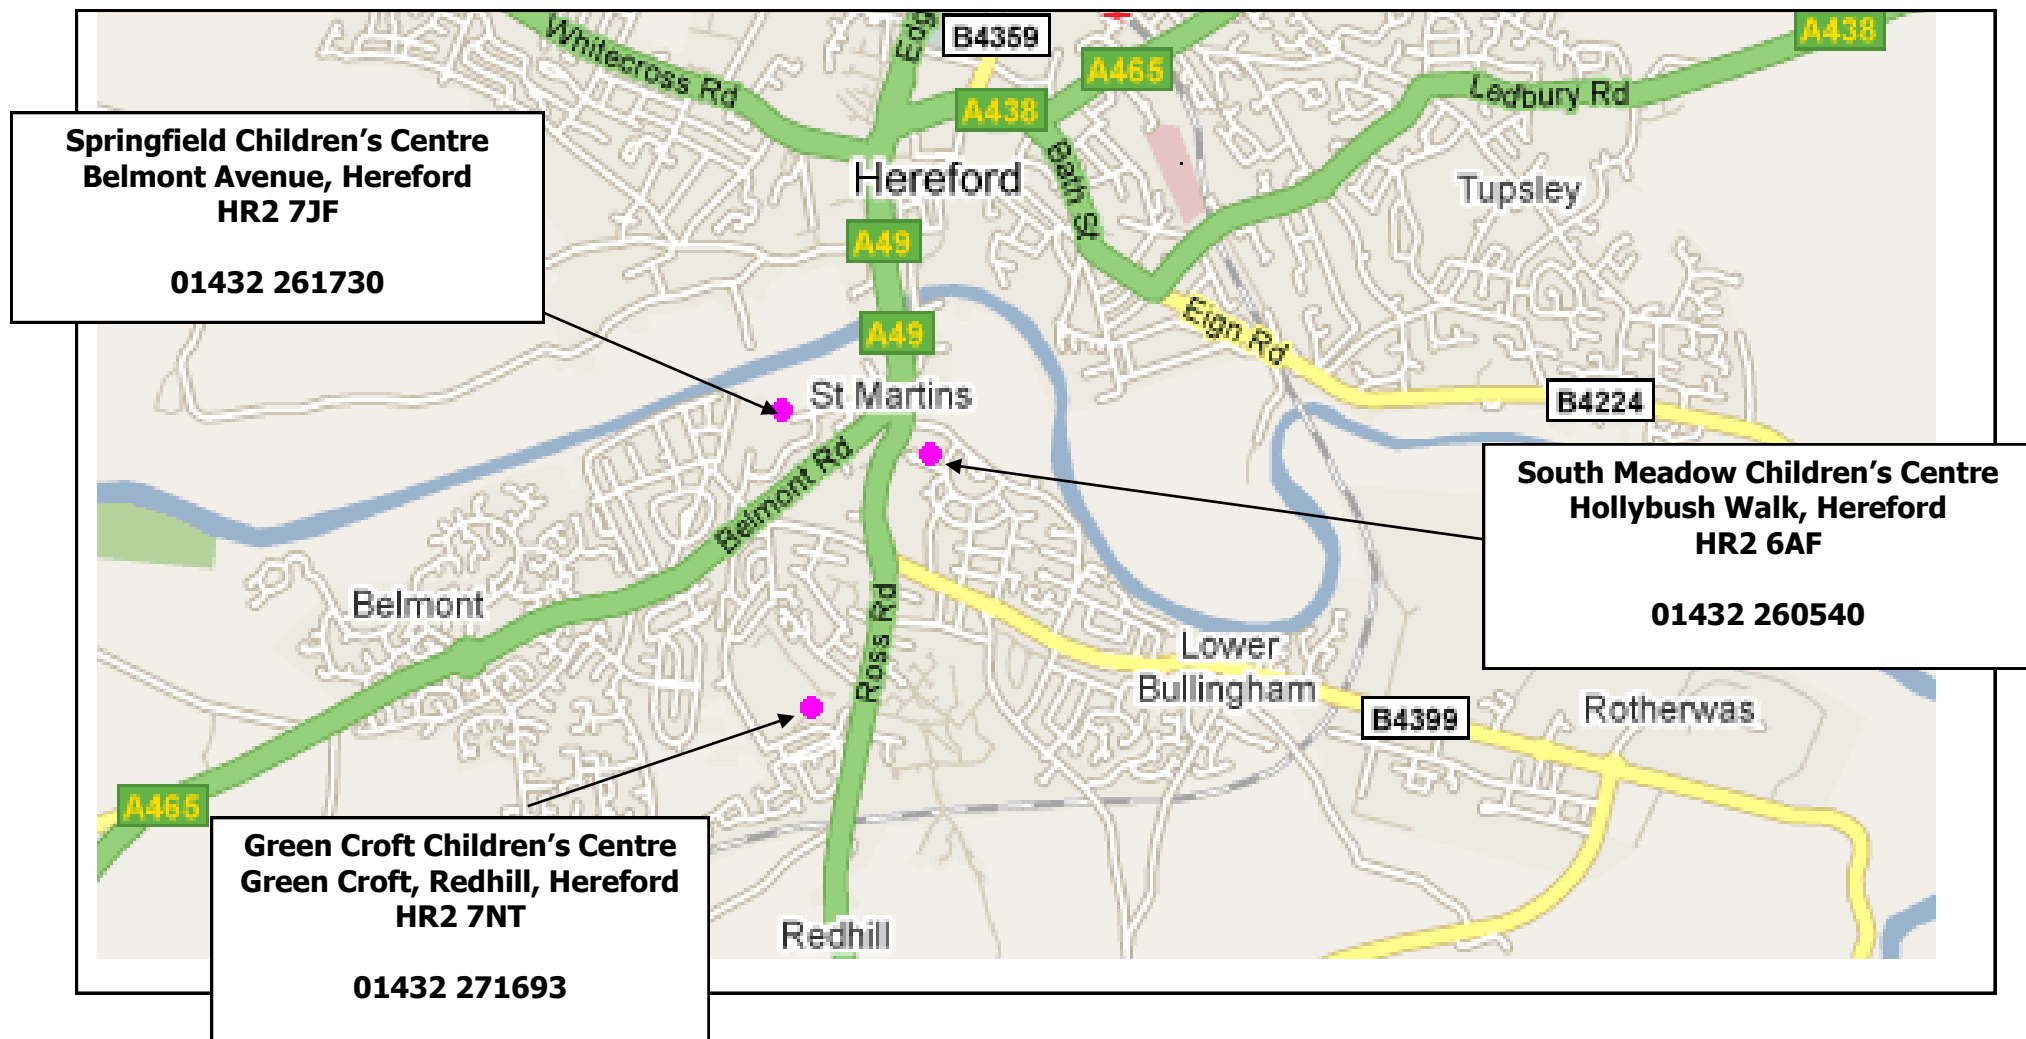 Whitecross Rd
Edg
B4359
A465
A438
A438
Ledbury Rd
Springfield Children's Centre
Belmont Avenue, Hereford
HR2 7JF
01432 261730
Hereford
Bath St
Tupsley
A49
A49
Eign Rd
St Martins
B4224
Belmont Rd
South Meadow Children's Centre
Hollybush Walk, Hereford
HR2 6AF
01432 260540
Belmont
Ross Rd
Lower
Bullingham
B4399
Rotherwas
A465
Green Croft Children's Centre
Green Croft, Redhill, Hereford
HR2 7NT
01432 271693
Redhill